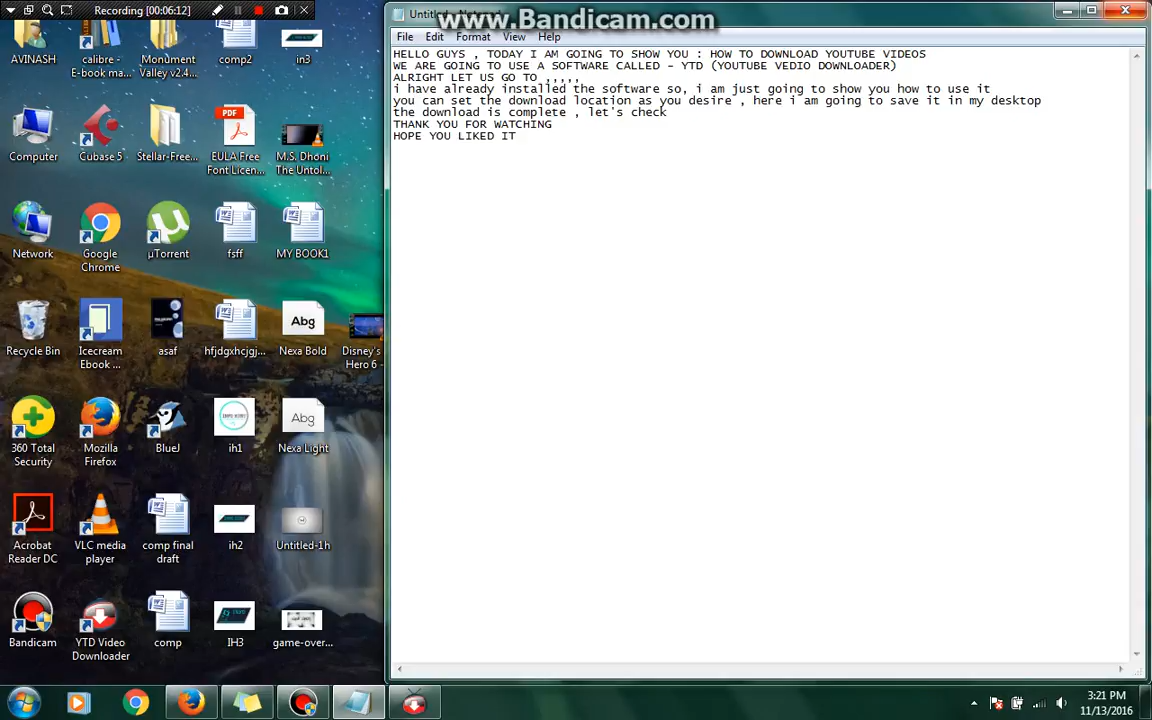 Recording [00:06:12]
www.Bandicam.com
File Edit Format View Help
HELLO GUYS , TODAY I AM GOING TO SHOW YOU : HOW TO DOWNLOAD YOUTUBE VIDEOS
WE ARE GOING TO USE A SOFTWARE CALLED - YTD (YOUTUBE VEDIO DOWNLOADER)
ALRIGHT LET US GO TO ,,,,,
i have already installed the software so, i am just going to show you how to use it
you can set the download location as you desire , here i am going to save it in my desktop
the download is complete , let's check
THANK YOU FOR WATCHING
HOPE YOU LIKED IT
AVINASH
calibre -
E-book ma...
Monument
Valley v2.4...
comp2
in3
Computer
Cubase 5
Stellar-Free...
PDF
EULA Free
Font Licen...
M.S. Dhoni
The Untol...
Network
Google
Chrome
µTorrent
fsff
MY BOOK1
Recycle Bin
Icecream
Ebook ...
asaf
hfjdgxhcjgj...
Abg
Nexa Bold
Disney's
Hero 6 -
360 Total
Security
Mozilla
Firefox
BlueJ
ih1
Abg
Nexa Light
Acrobat
Reader DC
VLC media
player
comp final
draft
ih2
Untitled-1h
Bandicam
YTD Video
Downloader
comp
IH3
game-over...
3:21 PM
11/13/2016